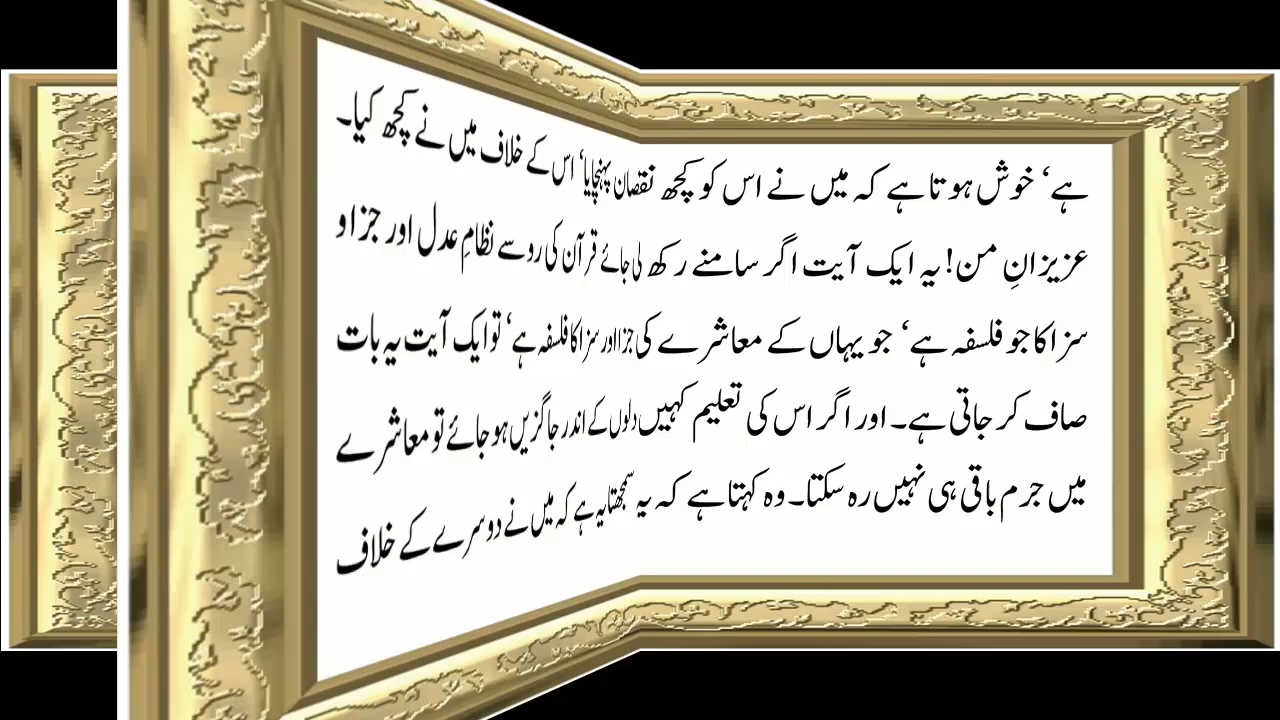 ہے‘ خوش ہوتا ہے کہ میں نے اس کو کچھ نقصان پہنچایا‘ اس کے خلاف میں نے کچھ کیا۔
عزیزانِ من! یہ ایک آیت اگر سامنے رکھ لی جائے قرآن کی رو سے نظامِ عدل اور جزا و
سزا کا جو فلسفہ ہے‘ جو یہاں کے معاشرے کی جزا اور سزا کا فلسفہ ہے‘ تو ایک آیت یہ بات
صاف کر جاتی ہے۔ اور اگر اس کی تعلیم کہیں دلوں کے اندر جاگزیں ہو جائے تو معاشرے
میں جرم باقی ہی نہیں رہ سکتا۔ وہ کہتا ہے کہ یہ سمجھتا یہ ہے کہ میں نے دوسرے کے خلاف